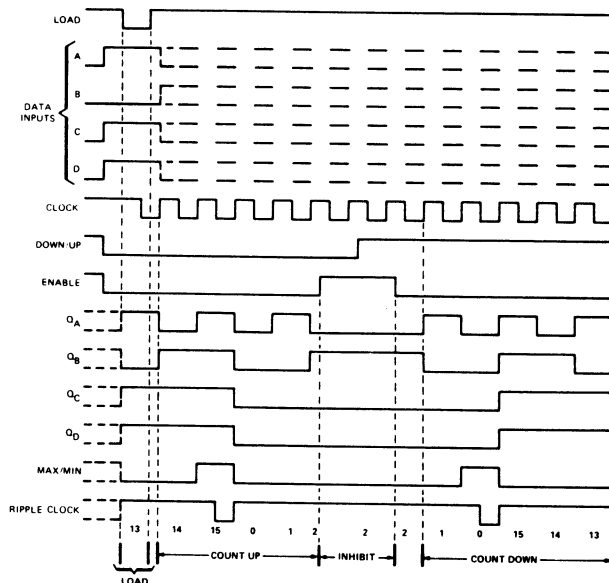 LOAD
A
B
DATA
INPUTS
C
D
CLOCK
DOWN/UP
ENABLE
QA
QB
QC
QD
MAX/MIN
RIPPLE CLOCK
13 14 15 0 1 2 2 2 1 0 15 14 13
COUNT UP INHIBIT COUNT DOWN
LOAD